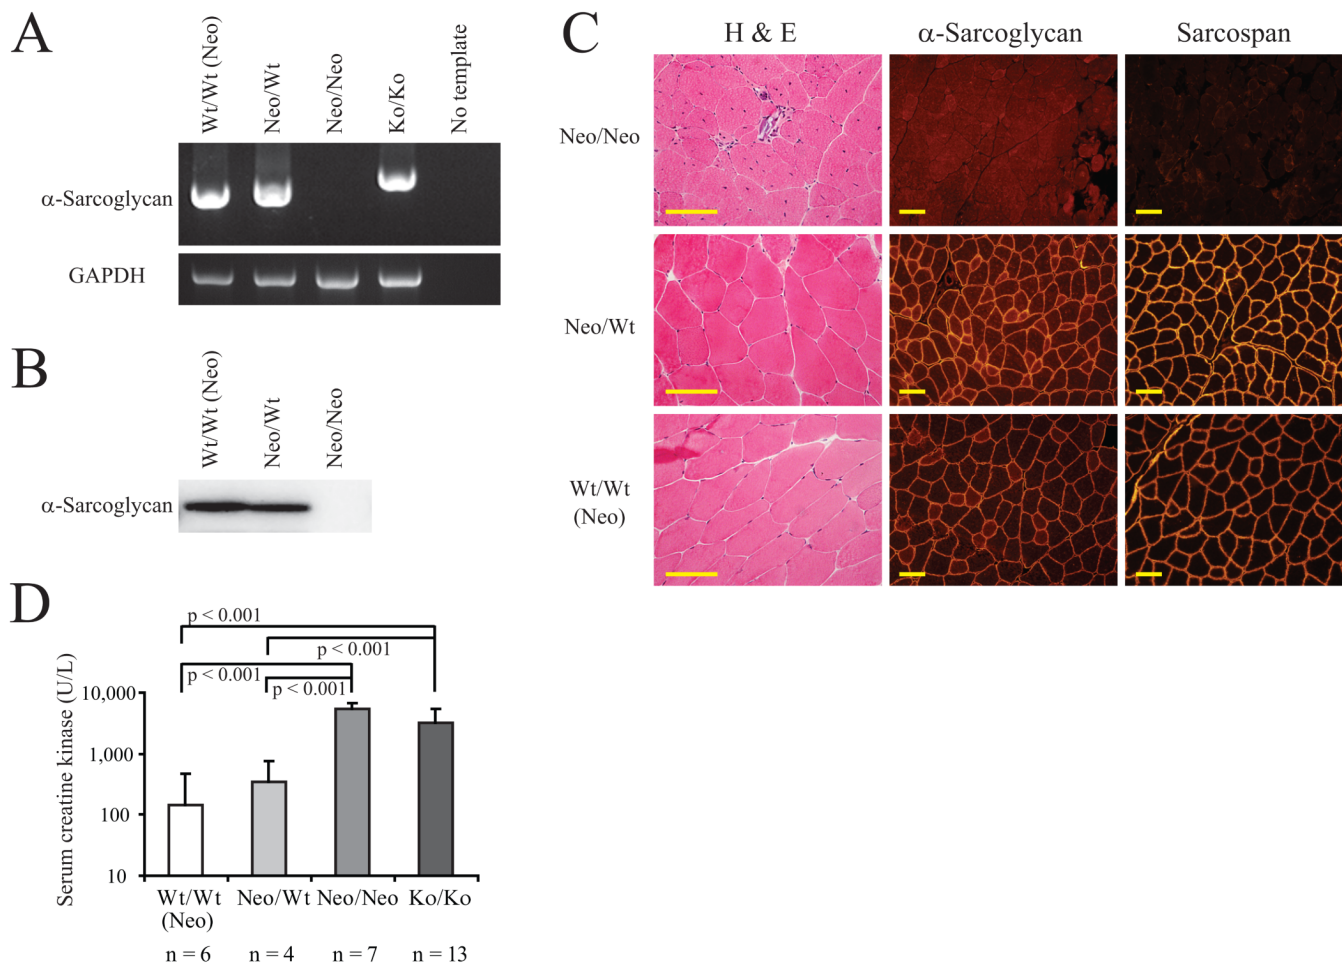 A
Wt/Wt (Neo)
Neo/Wt
Neo/Neo
Ko/Ko
No template
α-Sarcoglycan
GAPDH
B
Wt/Wt (Neo)
Neo/Wt
Neo/Neo
α-Sarcoglycan
C
H & E
α-Sarcoglycan
Sarcospan
Neo/Neo
Neo/Wt
Wt/Wt
(Neo)
D
p < 0.001
p < 0.001
p < 0.001
p < 0.001
Serum creatine kinase (U/L)
10,000
1,000
100
10
Wt/Wt
(Neo)
Neo/Wt
Neo/Neo
Ko/Ko
n = 6
n = 4
n = 7
n = 13